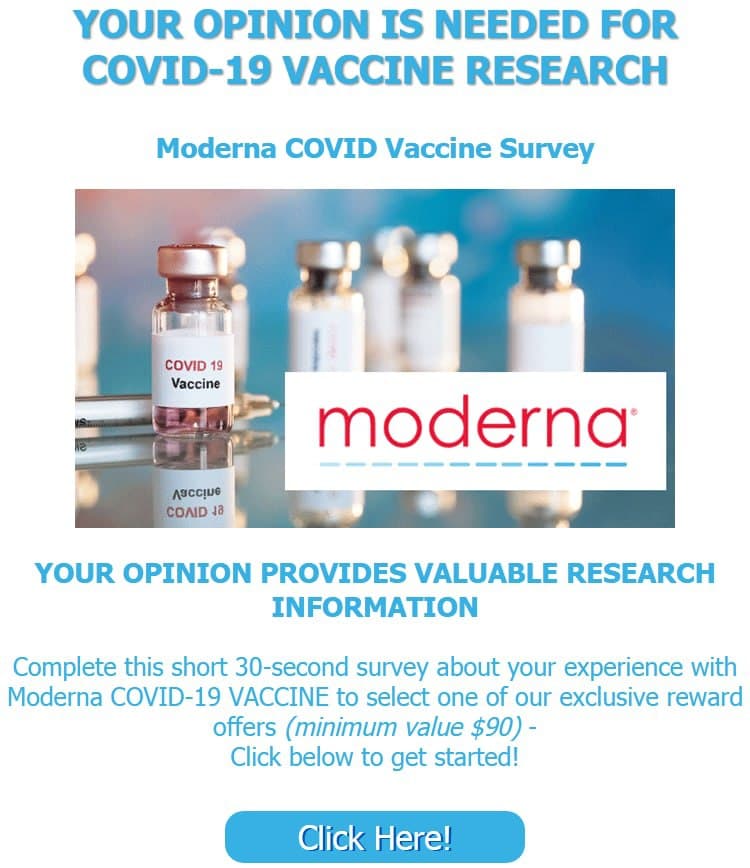 YOUR OPINION IS NEEDED FOR
COVID-19 VACCINE RESEARCH
Moderna COVID Vaccine Survey
COVID 19
Vaccine
moderna®
Vaccine
COVID 19
YOUR OPINION PROVIDES VALUABLE RESEARCH
INFORMATION
Complete this short 30-second survey about your experience with
Moderna COVID-19 VACCINE to select one of our exclusive reward
offers (minimum value $90) -
Click below to get started!
Click Here!